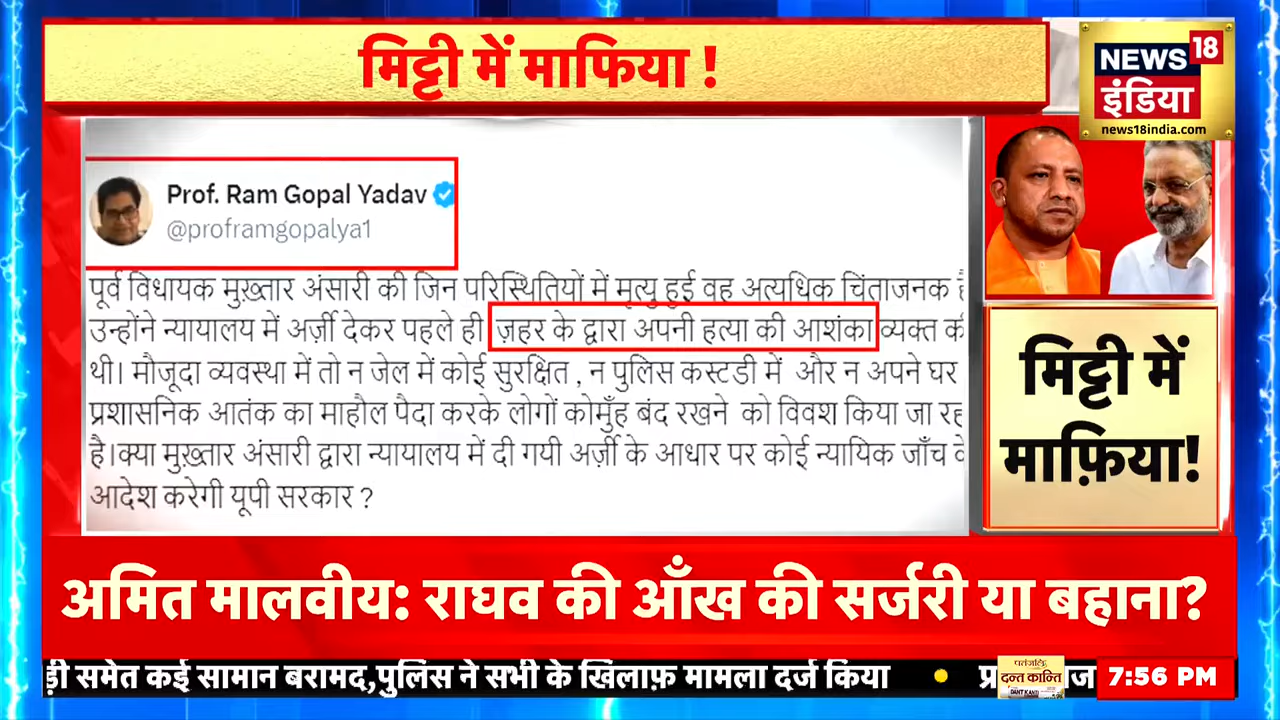 मिट्टी में माफिया !
NEWS 18
इंडिया
news18india.com
Prof. Ram Gopal Yadav
@proframgopalya1
पूर्व विधायक मुख़्तार अंसारी की जिन परिस्थितियों में मृत्यु हुई वह अत्यधिक चिंताजनक
उन्होंने न्यायालय में अर्ज़ी देकर पहले ही ज़हर के द्वारा अपनी हत्या की आशंका व्यक्त
थी। मौजूदा व्यवस्था में तो न जेल में कोई सुरक्षित , न पुलिस कस्टडी में और न अपने घर
प्रशासनिक आतंक का माहौल पैदा करके लोगों कोमुँह बंद रखने को विवश किया जा
है।क्या मुख़्तार अंसारी द्वारा न्यायालय में दी गयी अर्ज़ी के आधार पर कोई न्यायिक जाँच
आदेश करेगी यूपी सरकार ?
मिट्टी में
माफ़िया!
अमित मालवीय: राघव की आँख की सर्जरी या बहाना?
समेत कई सामान बरामद,पुलिस ने सभी के खिलाफ़ मामला दर्ज किया
पतंजलि
दन्त कान्ति
DANT KANTI
7:56 PM